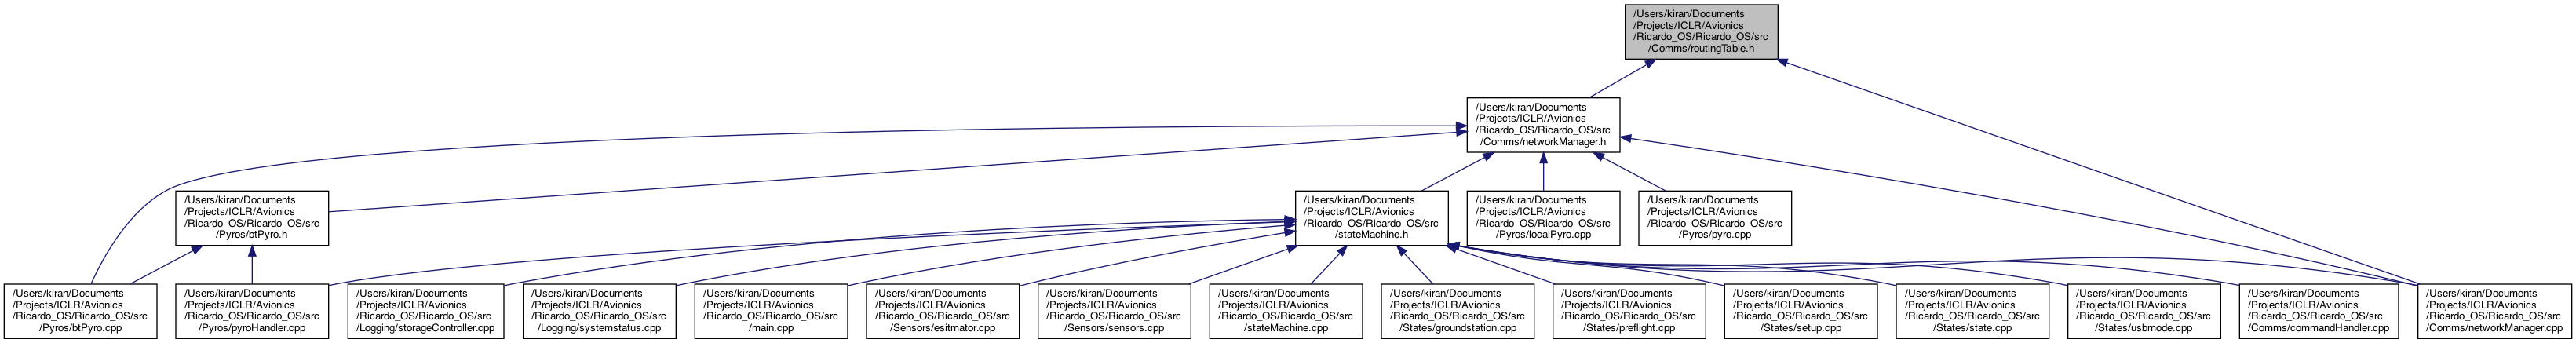 /Users/kiran/Documents
/Projects/ICLR/Avionics
/Ricardo_OS/Ricardo_OS/src
/Comms/routingTable.h
/Users/kiran/Documents
/Projects/ICLR/Avionics
/Ricardo_OS/Ricardo_OS/src
/Comms/networkManager.h
/Users/kiran/Documents
/Projects/ICLR/Avionics
/Ricardo_OS/Ricardo_OS/src
/Pyros/btPyro.h
/Users/kiran/Documents
/Projects/ICLR/Avionics
/Ricardo_OS/Ricardo_OS/src
/stateMachine.h
/Users/kiran/Documents
/Projects/ICLR/Avionics
/Ricardo_OS/Ricardo_OS/src
/Pyros/localPyro.cpp
/Users/kiran/Documents
/Projects/ICLR/Avionics
/Ricardo_OS/Ricardo_OS/src
/Pyros/pyro.cpp
/Users/kiran/Documents
/Projects/ICLR/Avionics
/Ricardo_OS/Ricardo_OS/src
/Pyros/btPyro.cpp
/Users/kiran/Documents
/Projects/ICLR/Avionics
/Ricardo_OS/Ricardo_OS/src
/Pyros/pyroHandler.cpp
/Users/kiran/Documents
/Projects/ICLR/Avionics
/Ricardo_OS/Ricardo_OS/src
/Logging/storageController.cpp
/Users/kiran/Documents
/Projects/ICLR/Avionics
/Ricardo_OS/Ricardo_OS/src
/Logging/systemstatus.cpp
/Users/kiran/Documents
/Projects/ICLR/Avionics
/Ricardo_OS/Ricardo_OS/src
/main.cpp
/Users/kiran/Documents
/Projects/ICLR/Avionics
/Ricardo_OS/Ricardo_OS/src
/Sensors/esitmator.cpp
/Users/kiran/Documents
/Projects/ICLR/Avionics
/Ricardo_OS/Ricardo_OS/src
/Sensors/sensors.cpp
/Users/kiran/Documents
/Projects/ICLR/Avionics
/Ricardo_OS/Ricardo_OS/src
/stateMachine.cpp
/Users/kiran/Documents
/Projects/ICLR/Avionics
/Ricardo_OS/Ricardo_OS/src
/States/groundstation.cpp
/Users/kiran/Documents
/Projects/ICLR/Avionics
/Ricardo_OS/Ricardo_OS/src
/States/preflight.cpp
/Users/kiran/Documents
/Projects/ICLR/Avionics
/Ricardo_OS/Ricardo_OS/src
/States/setup.cpp
/Users/kiran/Documents
/Projects/ICLR/Avionics
/Ricardo_OS/Ricardo_OS/src
/States/state.cpp
/Users/kiran/Documents
/Projects/ICLR/Avionics
/Ricardo_OS/Ricardo_OS/src
/States/usbmode.cpp
/Users/kiran/Documents
/Projects/ICLR/Avionics
/Ricardo_OS/Ricardo_OS/src
/Comms/commandHandler.cpp
/Users/kiran/Documents
/Projects/ICLR/Avionics
/Ricardo_OS/Ricardo_OS/src
/Comms/networkManager.cpp